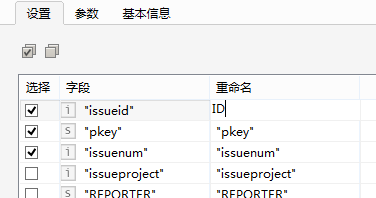 设置 参数 基本信息
选择 字段 重命名
i "issueid" ID
S "pkey" "pkey"
i "issuenum" "issuenum"
i "issueproject" "issueproject"
S "REPORTER" "REPORTER"